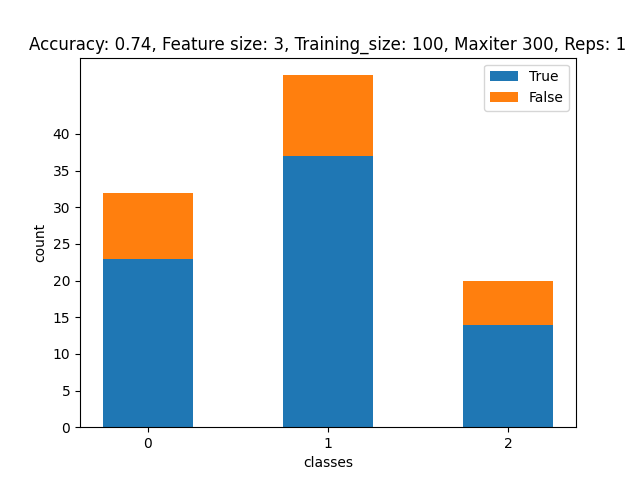 Accuracy: 0.74, Feature size: 3, Training_size: 100, Maxiter 300, Reps: 1
True
False
40
35
30
25
20
15
10
5
0
count
0 1 2
classes